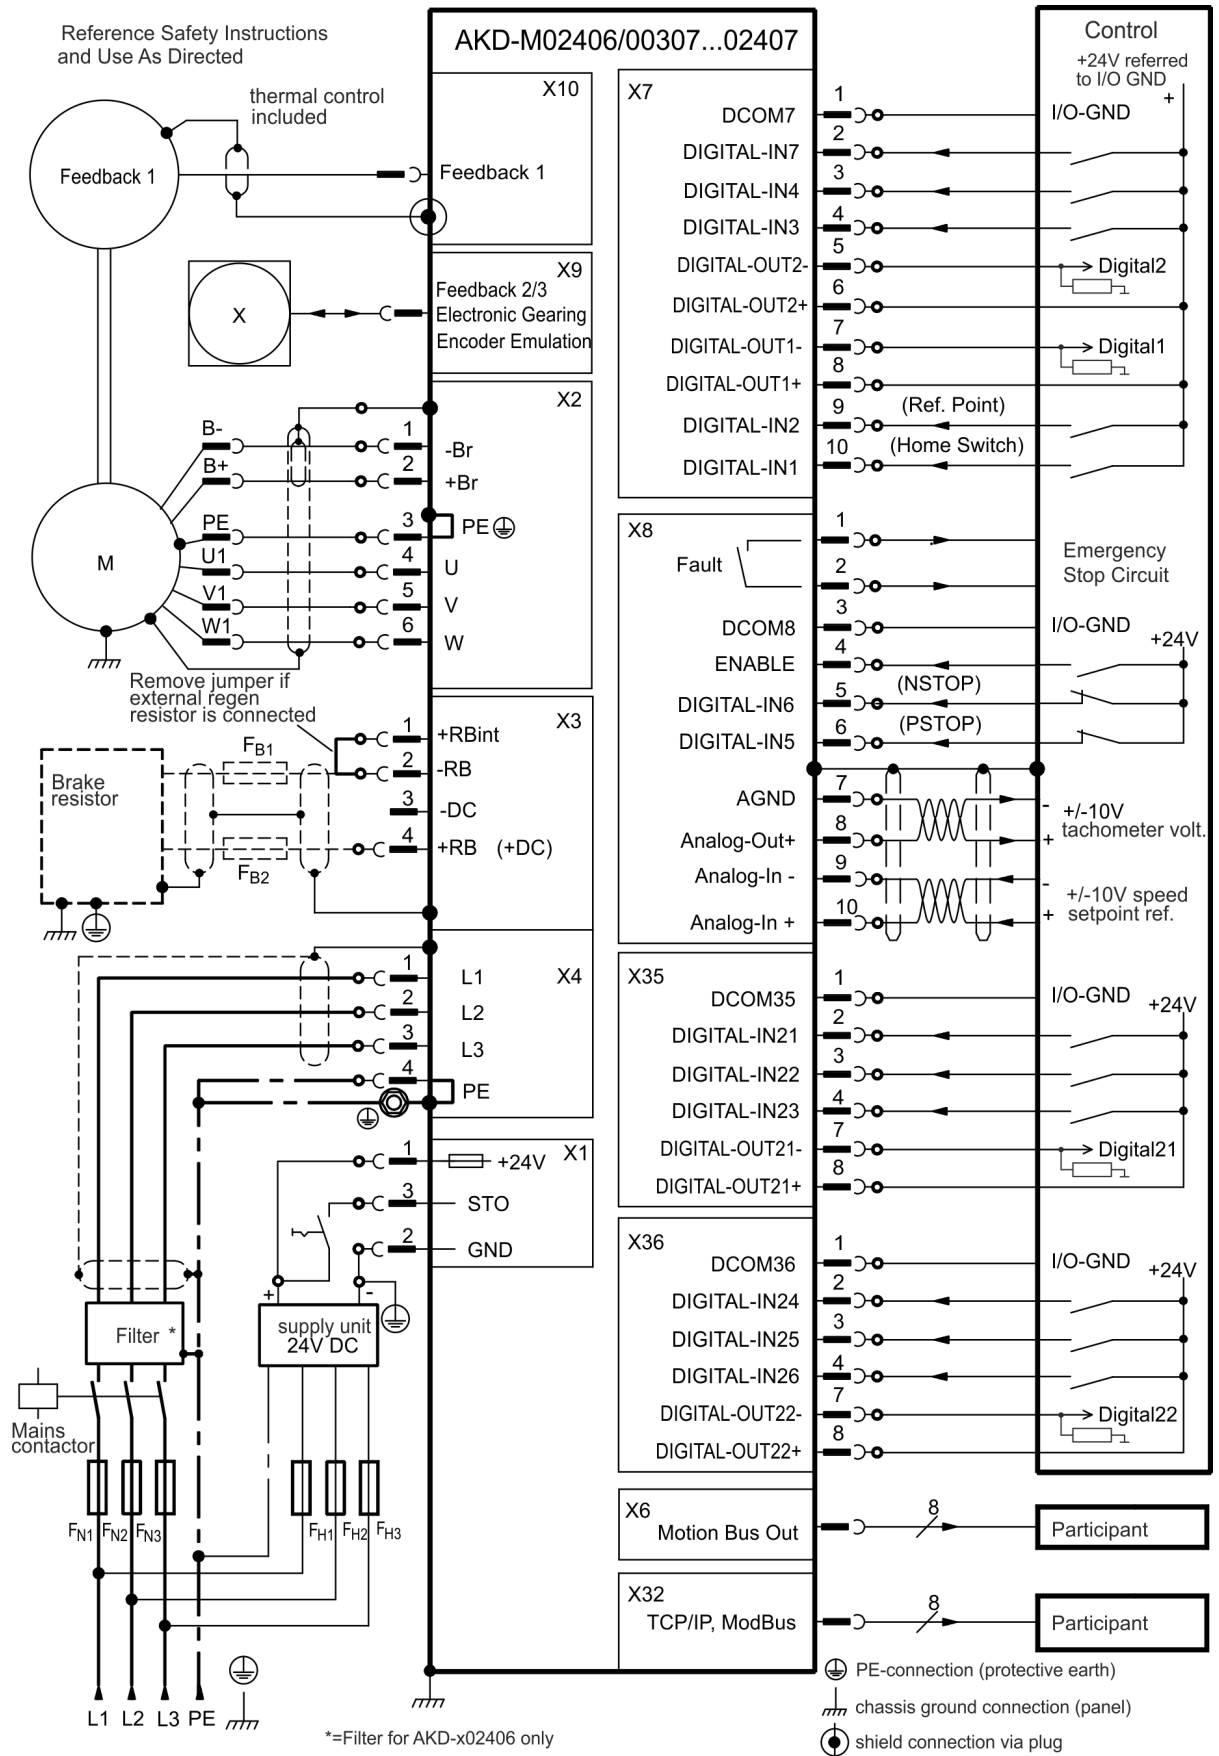 Reference Safety Instructions
and Use As Directed
AKD-M02406/00307...02407
Control
+24V referred
to I/O GND
+
thermal control
included
Feedback 1
X10
Feedback 1
X
X9
Feedback 2/3
Electronic Gearing
Encoder Emulation
X2
B-
1
-Br
B+
2
+Br
PE
3
PE
U1
4
U
V1
5
V
W1
6
W
M
Remove jumper if
external regen
resistor is connected
X3
FB1
1
+RBint
Brake
resistor
2
-RB
3
-DC
4
+RB (+DC)
FB2
X4
1
L1
2
L2
3
L3
4
PE
X1
1
+24V
3
STO
2
GND
+
-
Filter *
supply unit
24V DC
Mains
contactor
FN1
FN2
FN3
FH1
FH2
FH3
L1
L2
L3
PE
*=Filter for AKD-x02406 only
X7
DCOM7
1
I/O-GND
DIGITAL-IN7
2
DIGITAL-IN4
3
DIGITAL-IN3
4
DIGITAL-OUT2-
5
Digital2
DIGITAL-OUT2+
6
DIGITAL-OUT1-
7
Digital1
DIGITAL-OUT1+
8
DIGITAL-IN2
9
(Ref. Point)
DIGITAL-IN1
10
(Home Switch)
X8
Fault
1
2
Emergency
Stop Circuit
DCOM8
3
I/O-GND
+24V
ENABLE
4
DIGITAL-IN6
5
(NSTOP)
DIGITAL-IN5
6
(PSTOP)
AGND
7
-
+/-10V
tachometer volt.
Analog-Out+
8
+
Analog-In -
9
-
+/-10V speed
setpoint ref.
Analog-In +
10
+
X35
DCOM35
1
I/O-GND
+24V
DIGITAL-IN21
2
DIGITAL-IN22
3
DIGITAL-IN23
4
DIGITAL-OUT21-
7
Digital21
DIGITAL-OUT21+
8
X36
DCOM36
1
I/O-GND
+24V
DIGITAL-IN24
2
DIGITAL-IN25
3
DIGITAL-IN26
4
DIGITAL-OUT22-
7
Digital22
DIGITAL-OUT22+
8
X6
Motion Bus Out
8
Participant
X32
TCP/IP, ModBus
8
Participant
PE-connection (protective earth)
chassis ground connection (panel)
shield connection via plug